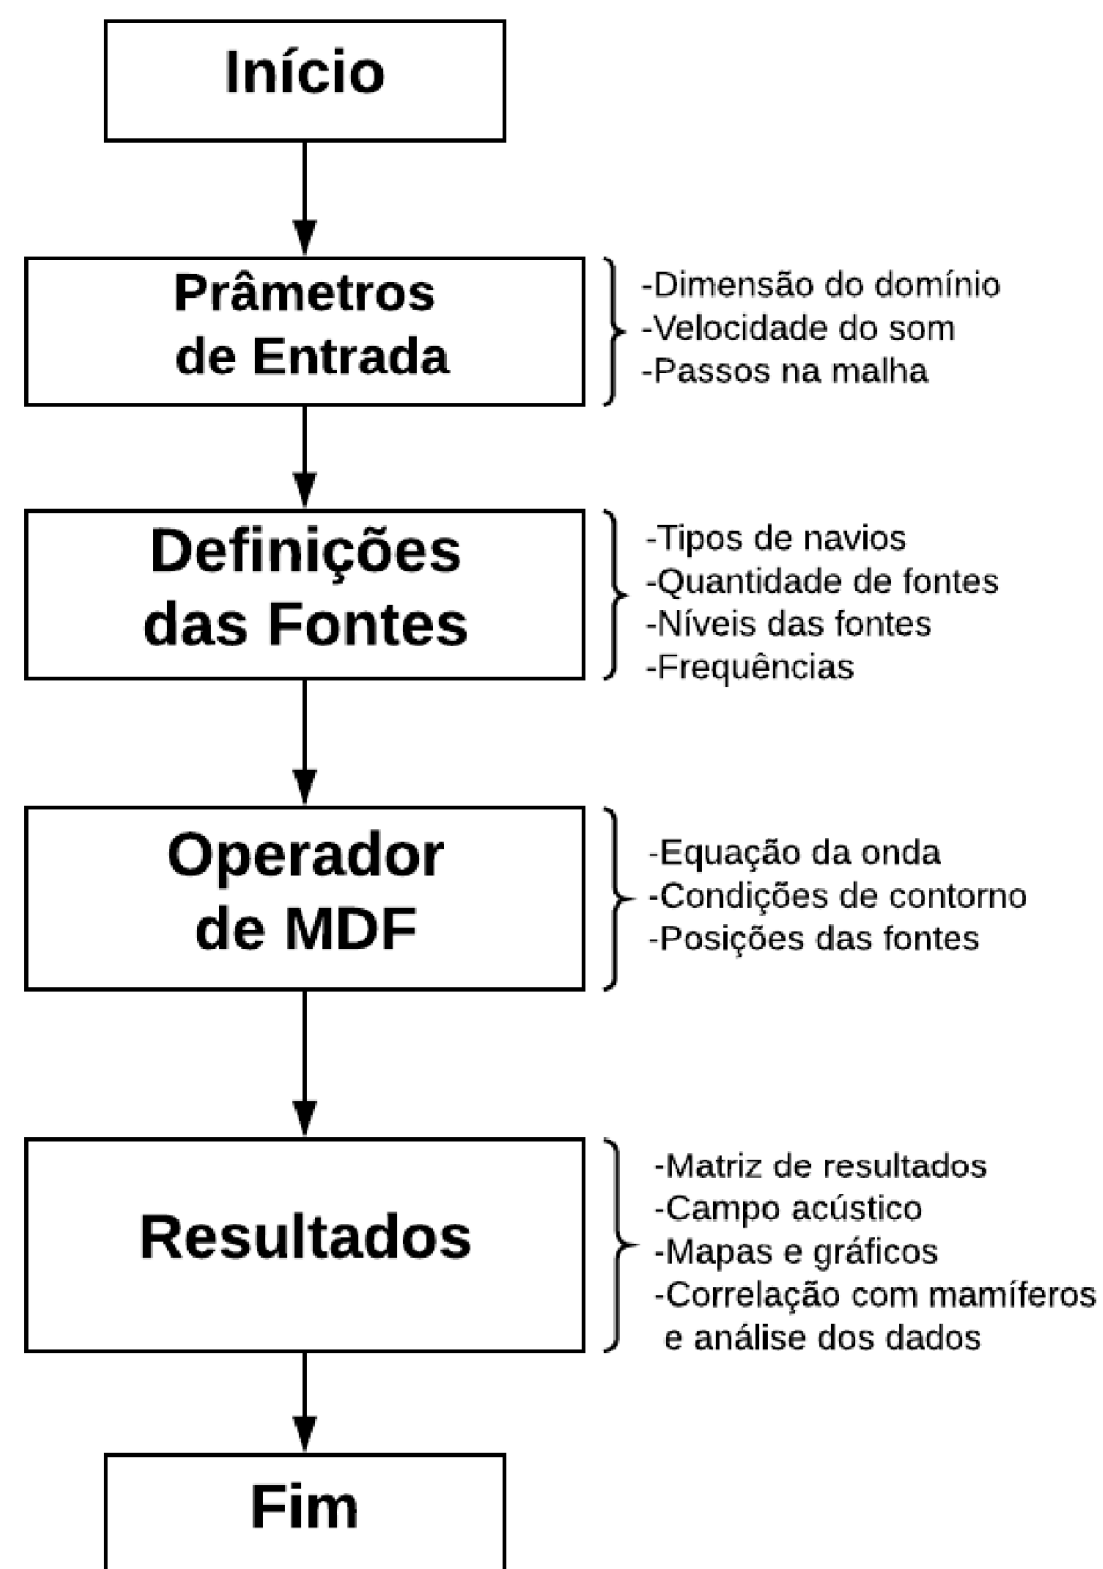 Início
Prâmetros
de Entrada
-Dimensão do domínio
-Velocidade do som
-Passos na malha
Definições
das Fontes
-Tipos de navios
-Quantidade de fontes
-Níveis das fontes
-Frequências
Operador
de MDF
-Equação da onda
-Condições de contorno
-Posições das fontes
Resultados
-Matriz de resultados
-Campo acústico
-Mapas e gráficos
-Correlação com mamíferos
e análise dos dados
Fim